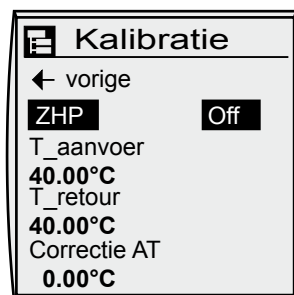 Kalibratie
← vorige
ZHP Off
T_aanvoer
40.00°C
T_retour
40.00°C
Correctie AT
0.00°C